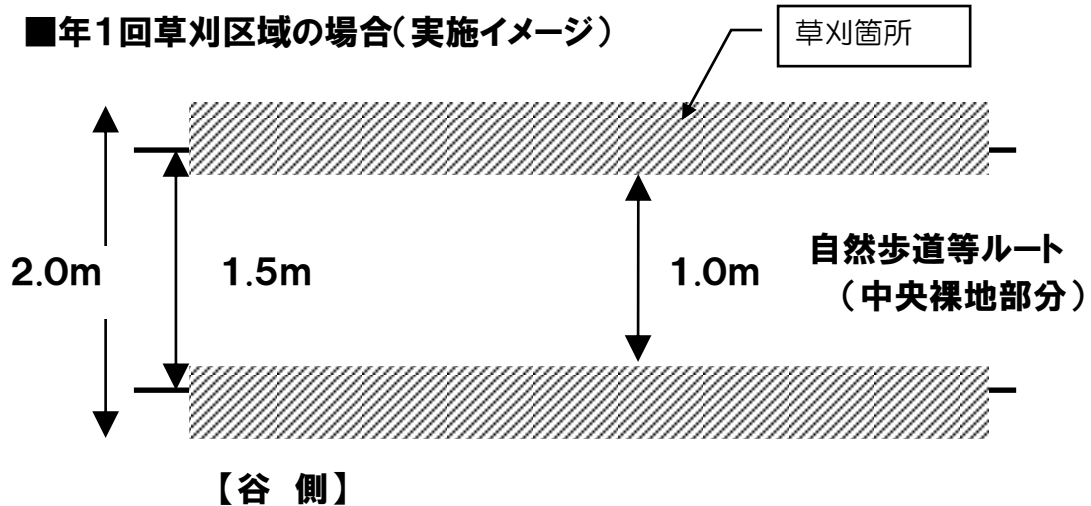 ■年1回草刈区域の場合（実施イメージ）
草刈箇所
2.0m
1.5m
1.0m
自然歩道等ルート
（中央裸地部分）
【谷 側】